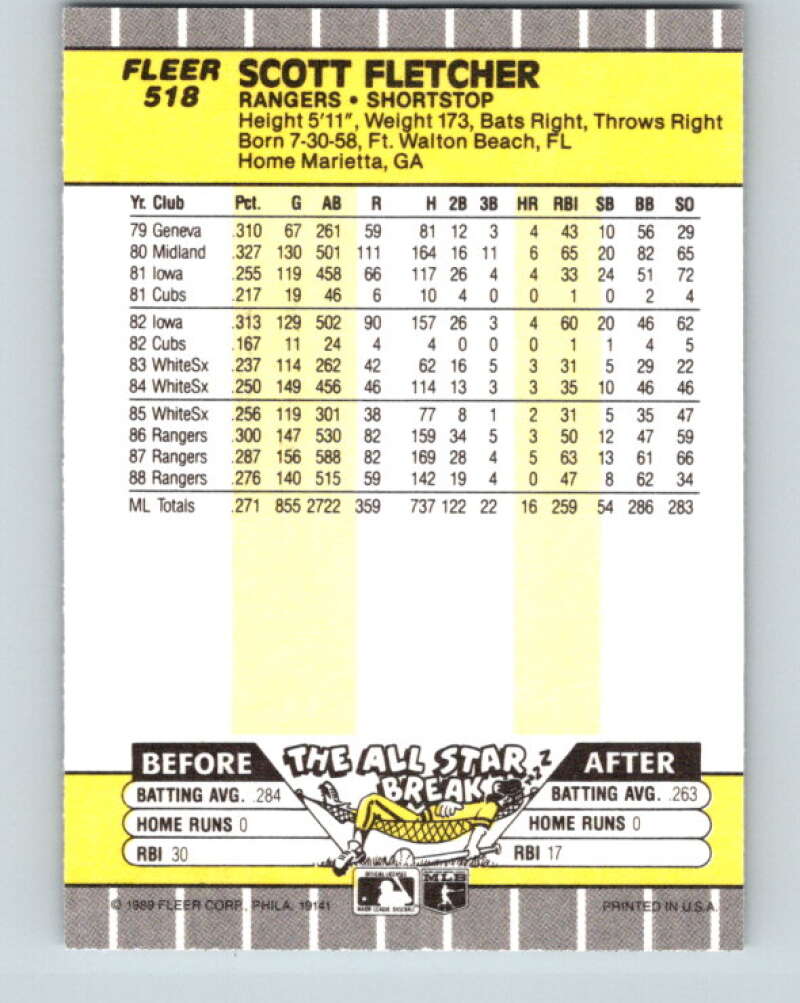 FLEER SCOTT FLETCHER
518 RANGERS • SHORTSTOP
Height 5'11", Weight 173, Bats Right, Throws Right
Born 7-30-58, Ft. Walton Beach, FL
Home Marietta, GA
Yr. Club Pct. G AB R H 2B 3B HR RBI SB BB SO
79 Geneva .310 67 261 59 81 12 3 4 43 10 56 29
80 Midland .327 130 501 111 164 16 11 6 65 20 82 65
81 Iowa .255 119 458 66 117 26 4 4 33 24 51 72
81 Cubs .217 19 46 6 10 4 0 0 1 0 2 4
82 Iowa .313 129 502 90 157 26 3 4 60 20 46 62
82 Cubs .167 11 24 4 4 0 0 0 1 1 4 5
83 WhiteSx .237 114 262 42 62 16 5 3 31 5 29 22
84 WhiteSx .250 149 456 46 114 13 3 3 35 10 46 46
85 WhiteSx .256 119 301 38 77 8 1 2 31 5 35 47
86 Rangers .300 147 530 82 159 34 5 3 50 12 47 59
87 Rangers .287 156 588 82 169 28 4 5 63 13 61 66
88 Rangers .276 140 515 59 142 19 4 0 47 8 62 34
ML Totals .271 855 2722 359 737 122 22 16 259 54 286 283
BEFORE THE ALL STAR BREAK ZZZ AFTER
BATTING AVG. .284 BATTING AVG. .263
HOME RUNS 0 HOME RUNS 0
RBI 30 RBI 17
MLB
© 1989 FLEER CORP., PHILA. 19141 PRINTED IN U.S.A.